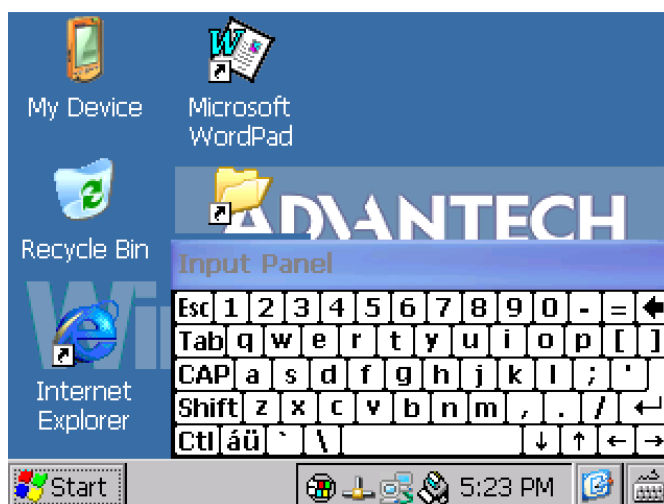 My Device
Microsoft
WordPad
ADVANTECH
Recycle Bin
Input Panel
Win
Esc 1 2 3 4 5 6 7 8 9 0 - =
Tab q w e r t y u i o p [ ]
CAP a s d f g h j k l ; '
Internet
Explorer
Shift z x c v b n m , . /
Ctl áü ` \ ↓ ↑ ← →
Start
5:23 PM